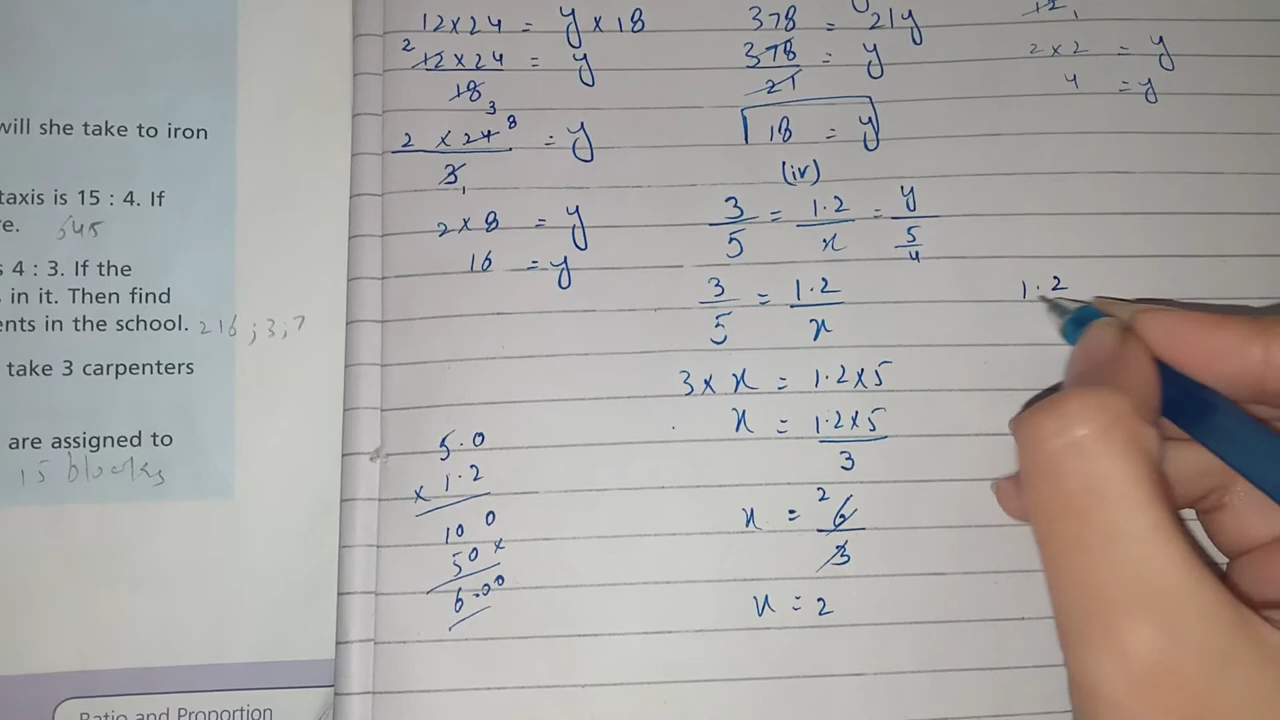 will she take to iron
taxis is 15 : 4. If
e. 545
s 4 : 3. If the
in it. Then find
ents in the school. 216 ; 3 ; 7
take 3 carpenters
are assigned to
15 blocks
Ratio and Proportion
12 × 24 = y × 18
2
12 × 24 = y
18
3
2 × 24 8 = y
3 1
2 × 8 = y
16 = y
5.0
× 1.2
10 0
50 ×
6.00
378 = 21y
378 = y
21
18 = y
(iv)
3/5 = 1.2/x = y/(5/4)
3/5 = 1.2/x
3 × x = 1.2 × 5
x = 1.2 × 5
3
x = 2 6
3
x = 2
12 1
2 × 2 = y
4 = y
1.2